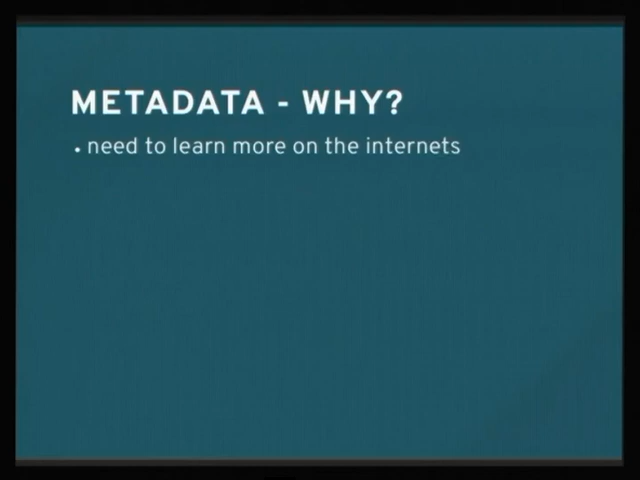 METADATA - WHY?
• need to learn more on the internets